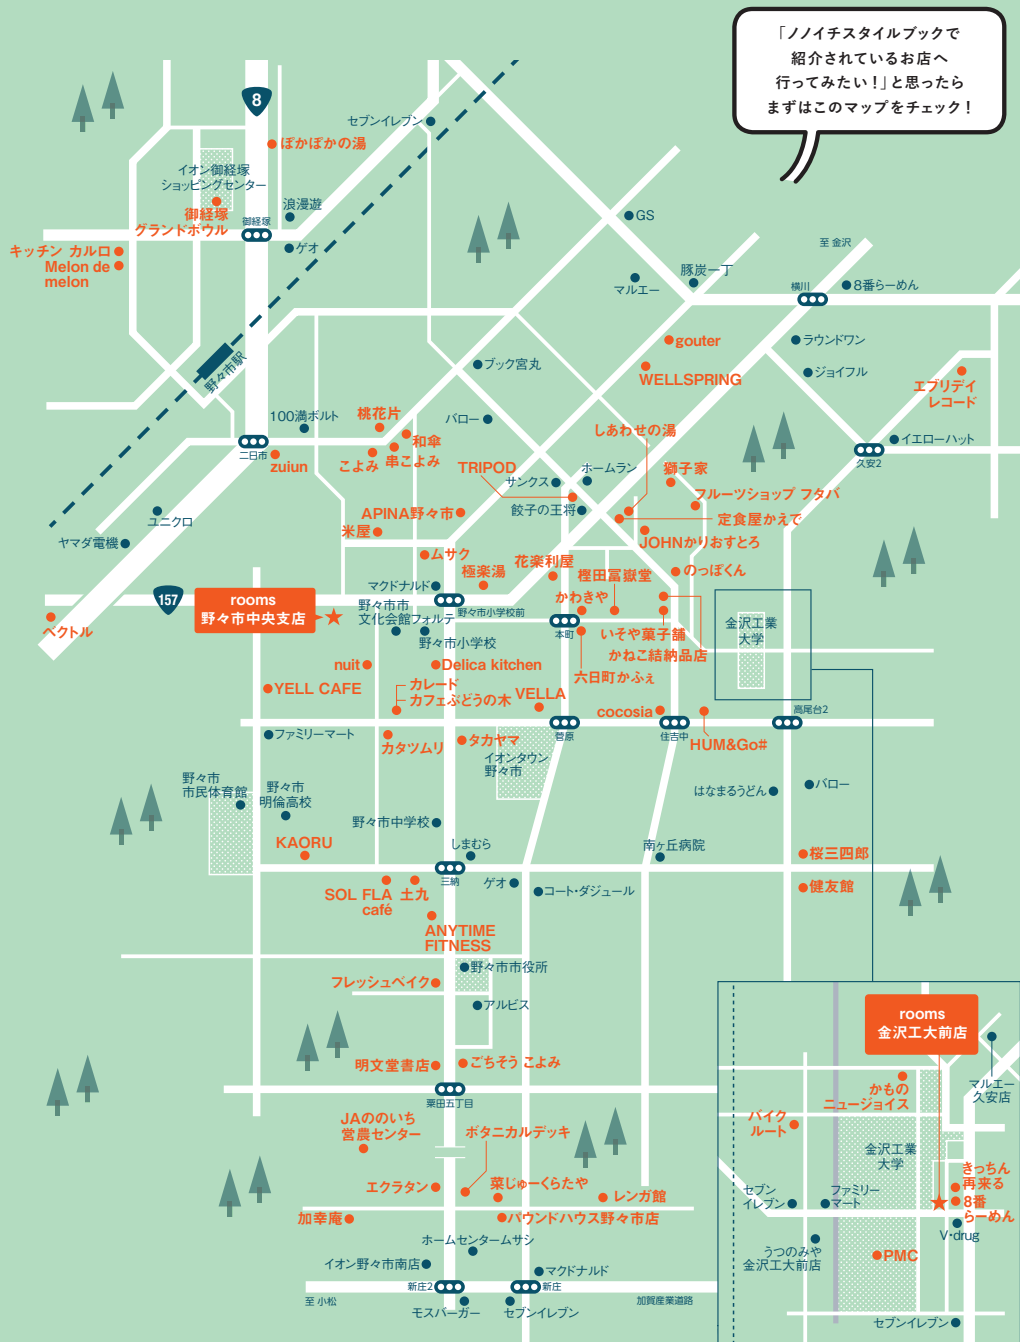 「ノノイチスタイルブックで
紹介されているお店へ
行ってみたい！」と思ったら
まずはこのマップをチェック！
8
セブンイレブン
ぽかぽかの湯
イオン御経塚
ショッピングセンター
御経塚
グランドボウル
浪漫遊
御経塚
ゲオ
キッチン カルロ
Melon de
melon
GS
至 金沢
豚炭一丁
マルエー
横川
8番らーめん
野々市駅
gouter
ラウンドワン
WELLSPRING
ジョイフル
ブック宮丸
エブリデイ
レコード
100満ボルト
桃花片
バロー
和傘
しあわせの湯
二日市
zuiun
こよみ
串こよみ
TRIPOD
ホームラン
サンクス
獅子家
久安2
イエローハット
フルーツショップ フタバ
餃子の王将
定食屋かえで
APINA野々市
ユニクロ
米屋
JOHNかりおすとろ
ヤマダ電機
ムサク
花楽利屋
極楽湯
樫田冨嶽堂
のっぽくん
マクドナルド
157
rooms
野々市中央支店
野々市市
文化会館フォルテ
野々市小学校前
かわきや
ベクトル
本町
いそや菓子舗
金沢工業
大学
野々市小学校
かねこ結納品店
nuit
Delica kitchen
六日町かふぇ
YELL CAFE
カレード
カフェぶどうの木
VELLA
cocosia
高尾台2
ファミリーマート
カタツムリ
タカヤマ
菅原
住吉中
HUM&Go#
イオンタウン
野々市
野々市
市民体育館
野々市
明倫高校
はなまるうどん
バロー
野々市中学校
KAORU
しまむら
南ヶ丘病院
桜三四郎
三納
ゲオ
コート・ダジュール
健友館
SOL FLA
café
土九
ANYTIME
FITNESS
野々市市役所
フレッシュベイク
アルビス
rooms
金沢工大前店
明文堂書店
ごちそう こよみ
マルエー
久安店
粟田五丁目
かもの
ニュージョイス
JAののいち
営農センター
ボタニカルデッキ
バイク
ルート
金沢工業
大学
エクラタン
菜じゅーくらたや
レンガ館
きっちん
再来る
セブン
イレブン
ファミリー
マート
8番
らーめん
加幸庵
パウンドハウス野々市店
V・drug
ホームセンタームサシ
うつのみや
金沢工大前店
PMC
イオン野々市南店
マクドナルド
新庄2
新庄
至 小松
加賀産業道路
モスバーガー
セブンイレブン
セブンイレブン